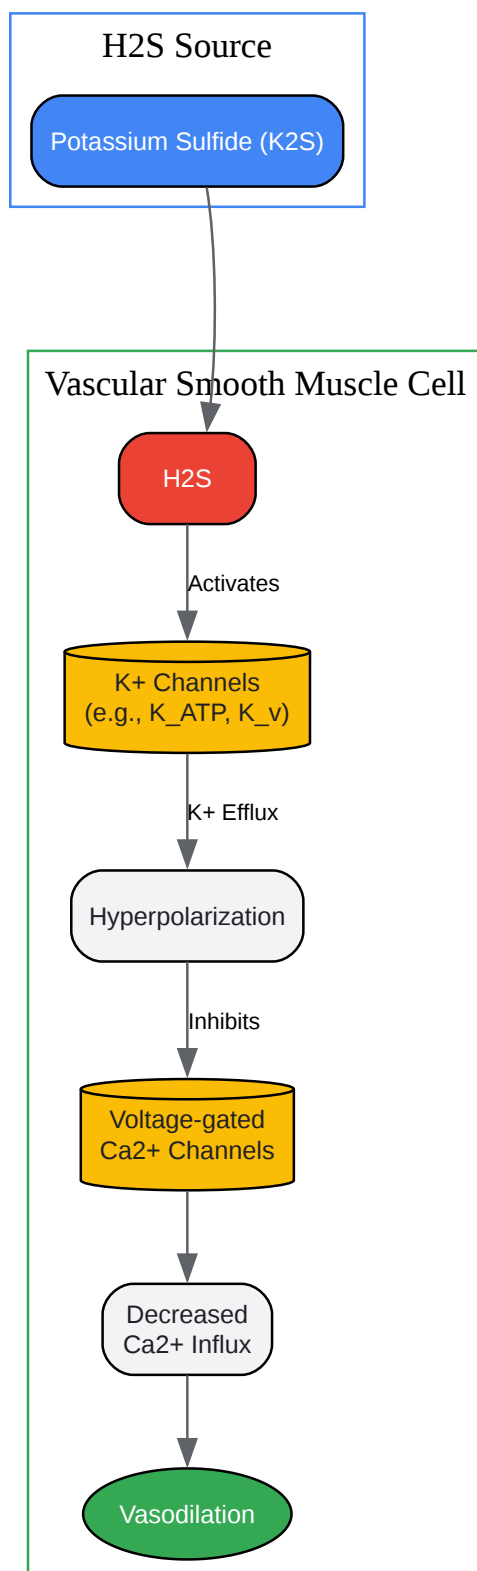 H2S Source
Potassium Sulfide (K2S)
Vascular Smooth Muscle Cell
H2S
Activates
K+ Channels
(e.g., K_ATP, K_v)
K+ Efflux
Hyperpolarization
Inhibits
Voltage-gated
Ca2+ Channels
Decreased
Ca2+ Influx
Vasodilation